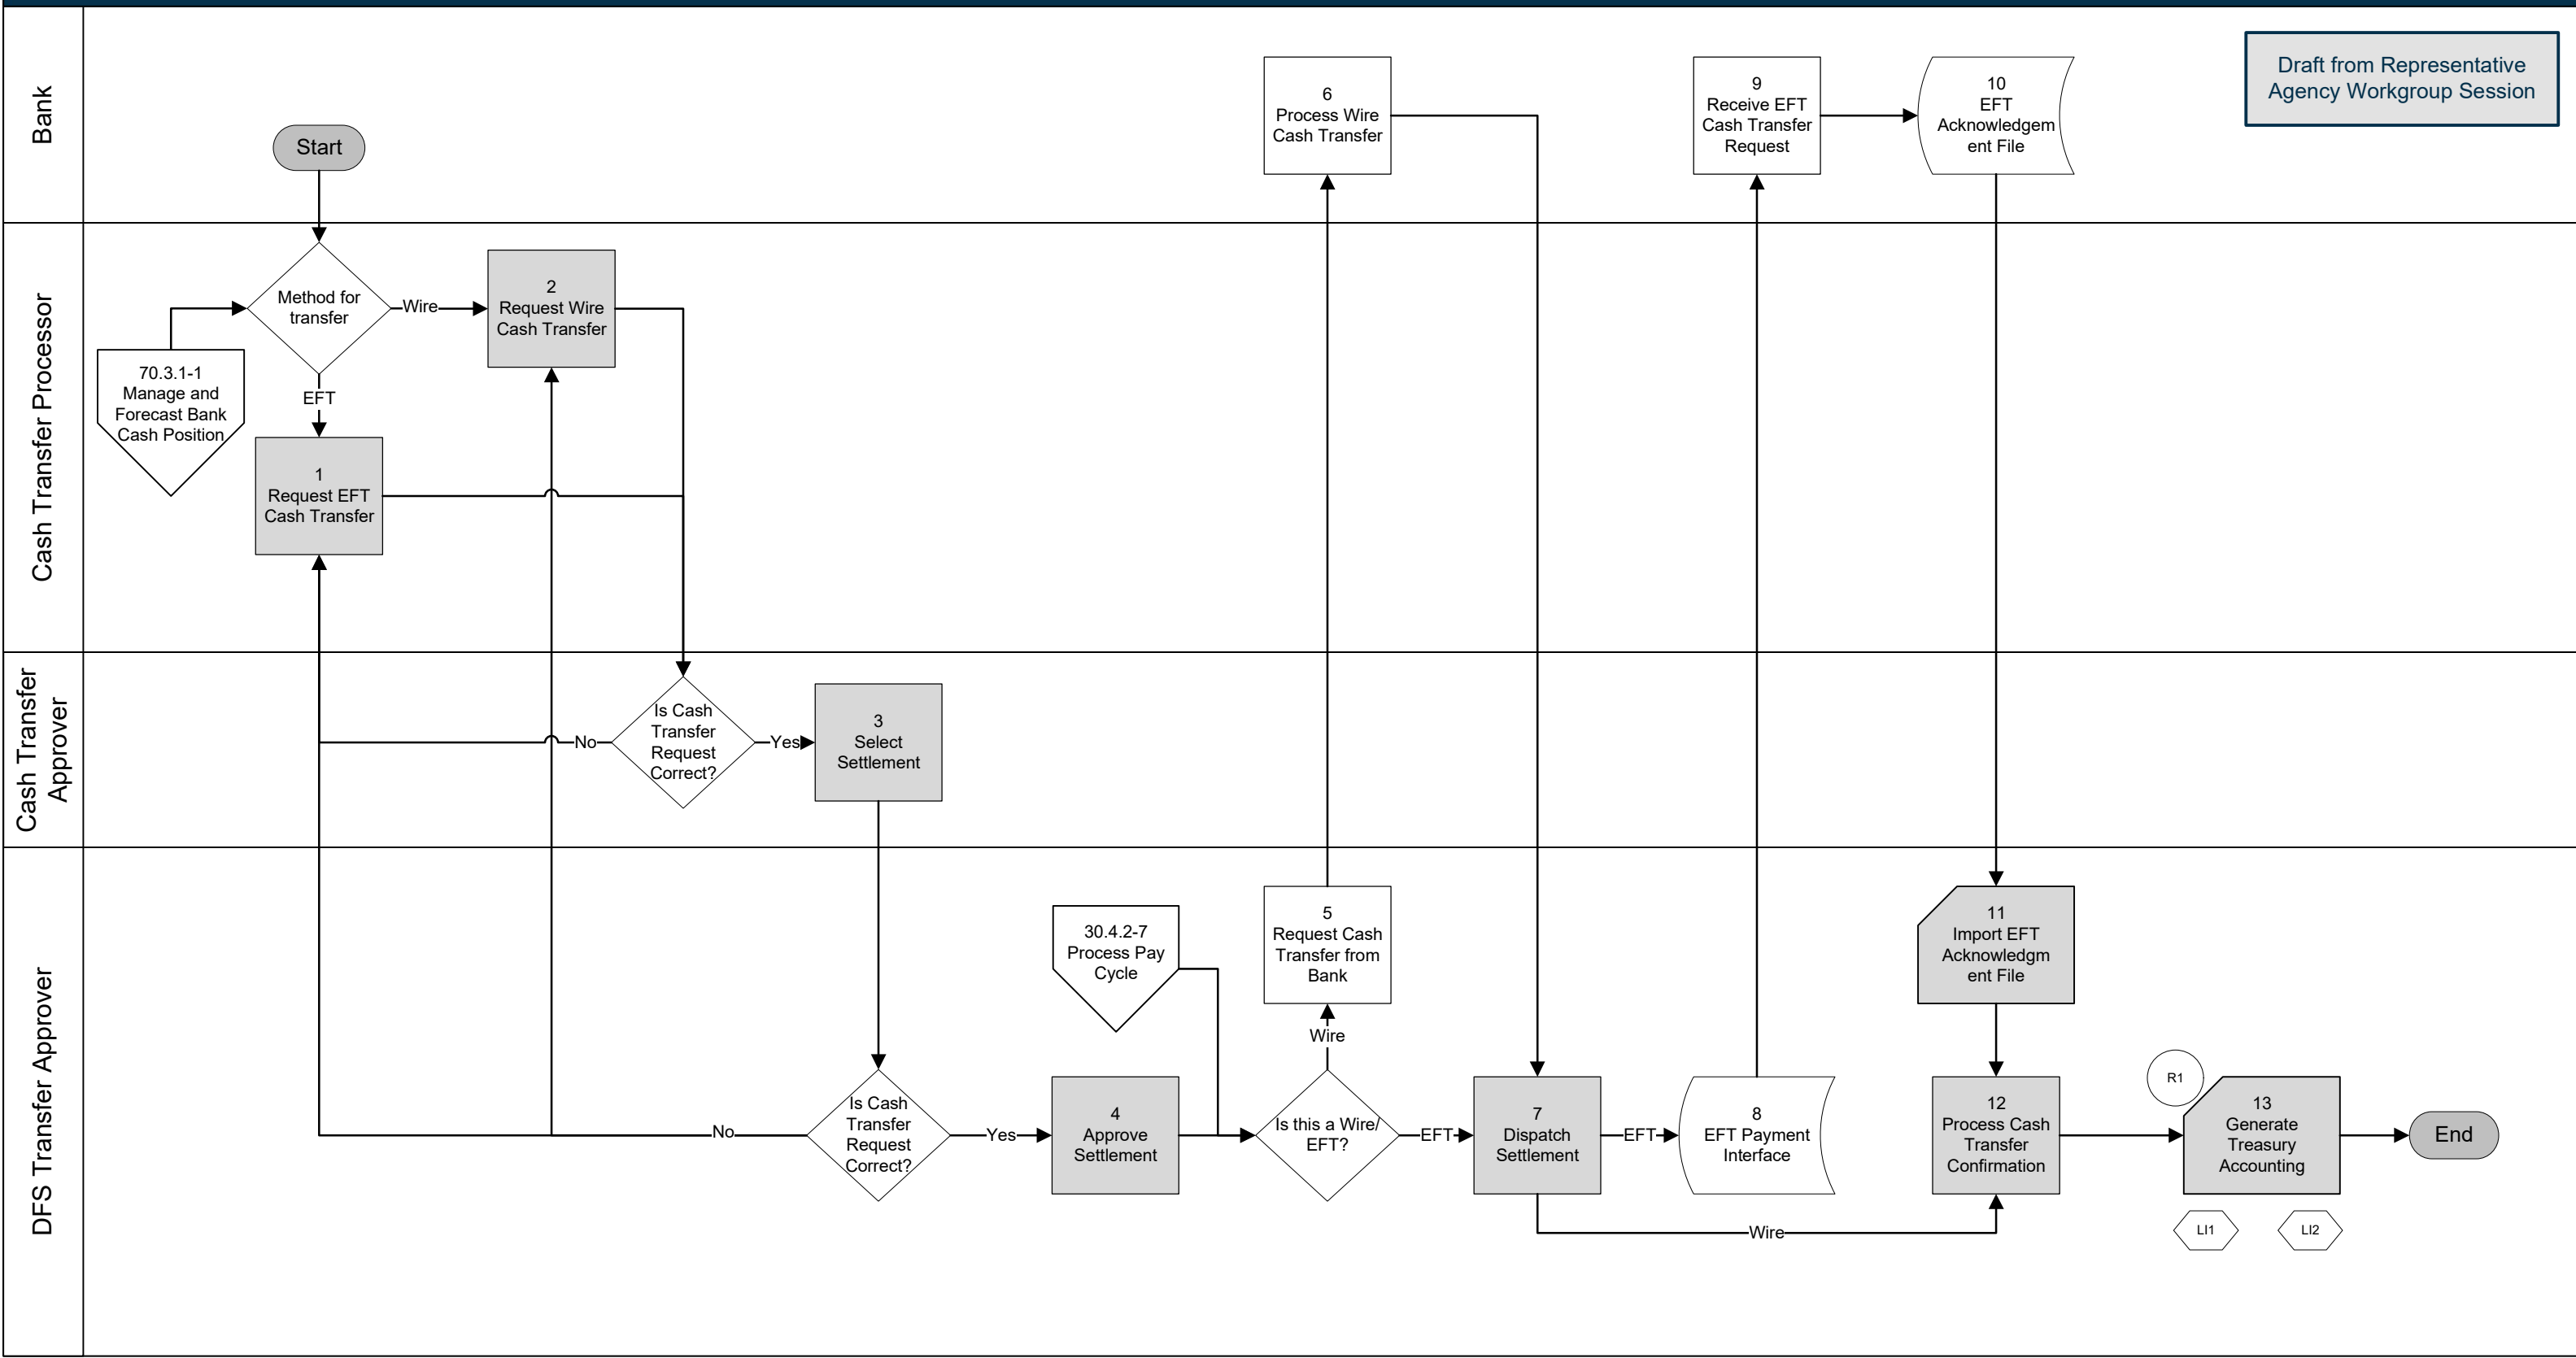 Bank
Start
6
Process Wire
Cash Transfer
9
Receive EFT
Cash Transfer
Request
10
EFT
Acknowledgem
ent File
Draft from Representative
Agency Workgroup Session
Cash Transfer Processor
Method for
transfer
Wire
2
Request Wire
Cash Transfer
70.3.1-1
Manage and
Forecast Bank
Cash Position
EFT
1
Request EFT
Cash Transfer
Cash Transfer
Approver
Is Cash
Transfer
Request
Correct?
No
Yes
3
Select
Settlement
DFS Transfer Approver
Is Cash
Transfer
Request
Correct?
No
Yes
4
Approve
Settlement
30.4.2-7
Process Pay
Cycle
5
Request Cash
Transfer from
Bank
Wire
Is this a Wire/
EFT?
EFT
7
Dispatch
Settlement
EFT
8
EFT Payment
Interface
Wire
11
Import EFT
Acknowledgm
ent File
12
Process Cash
Transfer
Confirmation
R1
13
Generate
Treasury
Accounting
LI1
LI2
End